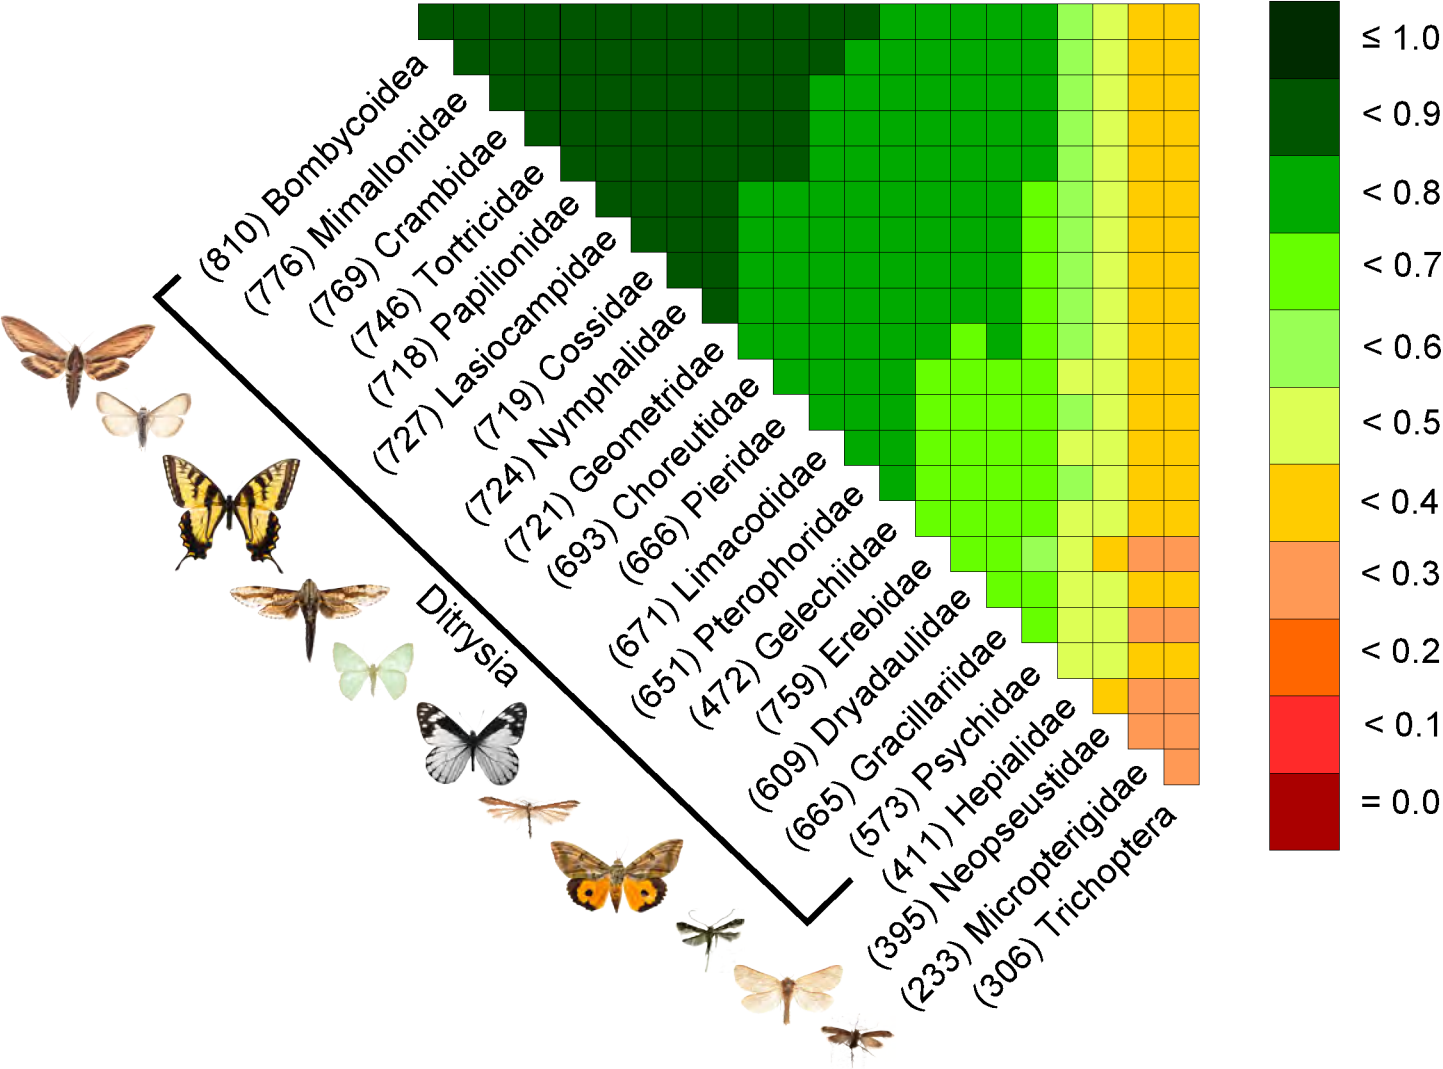 (810) Bombycoidea
(776) Mimallonidae
(769) Crambidae
(746) Tortricidae
(718) Papilionidae
(727) Lasiocampidae
(719) Cossidae
(724) Nymphalidae
(721) Geometridae
(693) Choreutidae
(666) Pieridae
(671) Limacodidae
(651) Pterophoridae
(472) Gelechiidae
(759) Erebidae
(609) Dryadaulidae
(665) Gracillariidae
(573) Psychidae
(411) Hepialidae
(395) Neopseustidae
(233) Micropterigidae
(306) Trichoptera
Ditrysia
≤ 1.0
< 0.9
< 0.8
< 0.7
< 0.6
< 0.5
< 0.4
< 0.3
< 0.2
< 0.1
= 0.0